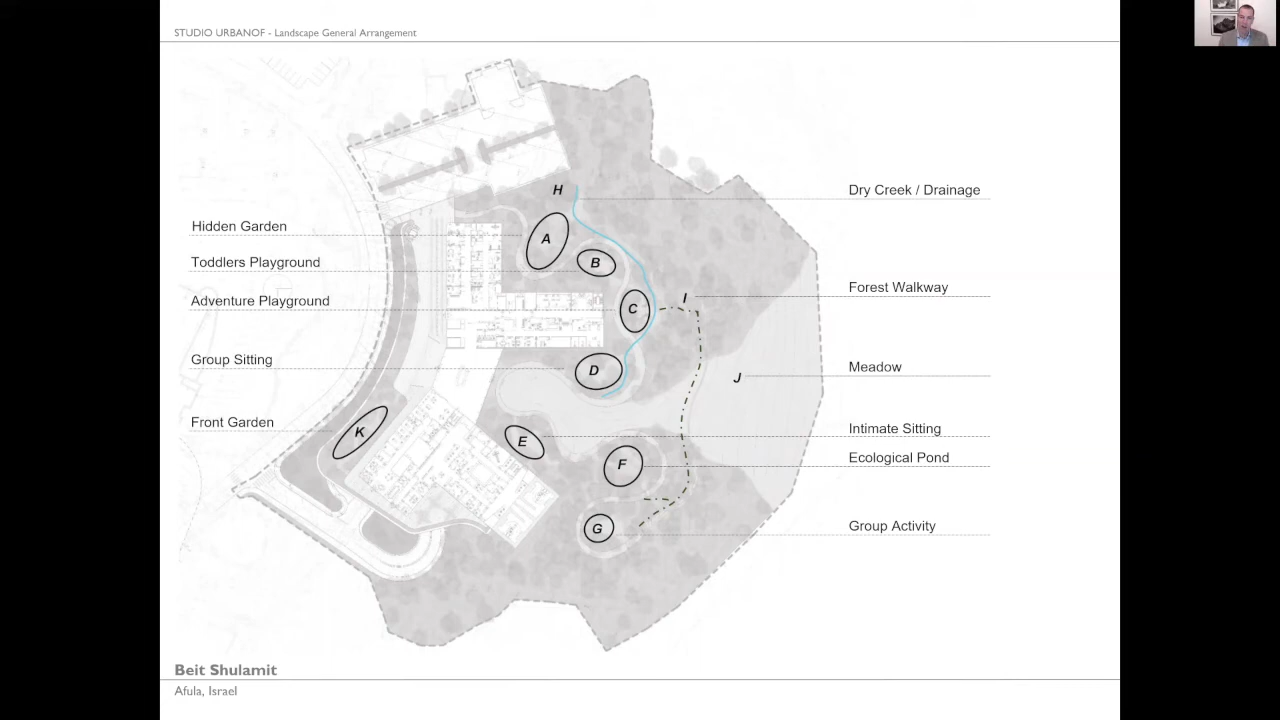 STUDIO URBANOF - Landscape General Arrangement
H
Dry Creek / Drainage
Hidden Garden
A
Toddlers Playground
B
Forest Walkway
I
Adventure Playground
C
Group Sitting
D
Meadow
J
Front Garden
K
Intimate Sitting
E
Ecological Pond
F
Group Activity
G
Beit Shulamit
Afula, Israel